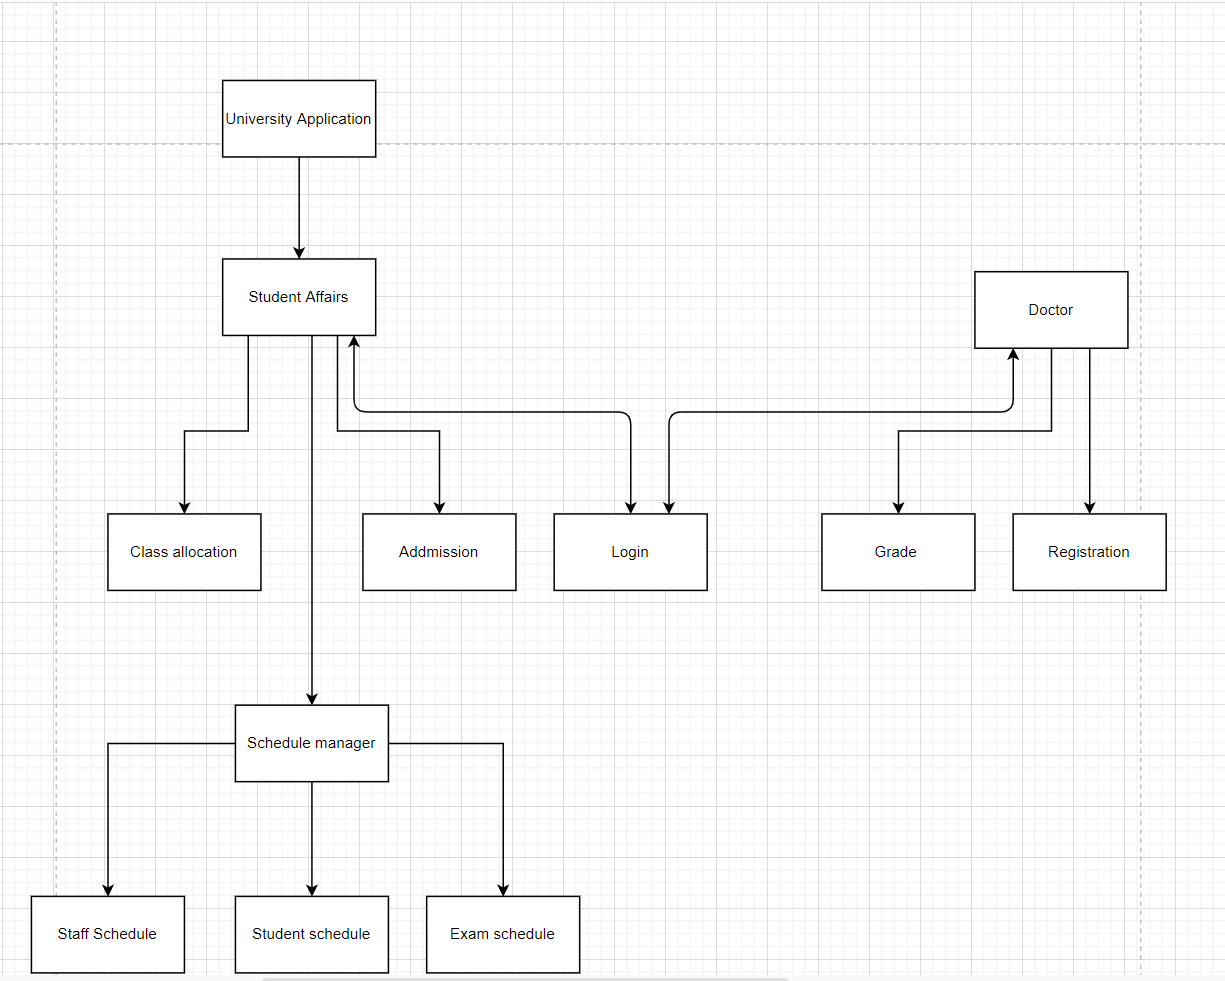 University Application
Student Affairs
Doctor
Class allocation
Addmission
Login
Grade
Registration
Schedule manager
Staff Schedule
Student schedule
Exam schedule